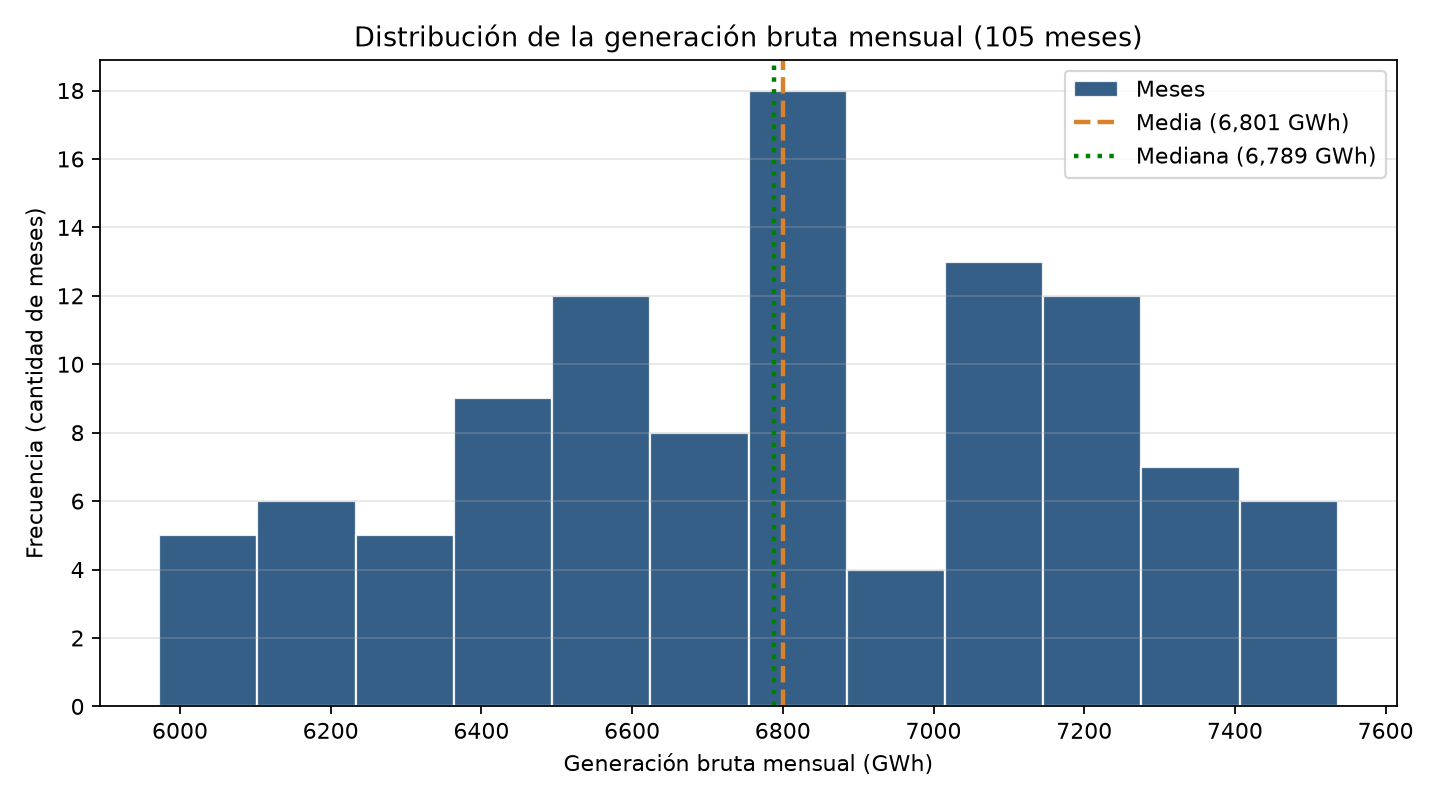 Distribución de la generación bruta mensual (105 meses)
Meses
Media (6,801 GWh)
Mediana (6,789 GWh)
Frecuencia (cantidad de meses)
18
16
14
12
10
8
6
4
2
0
6000 6200 6400 6600 6800 7000 7200 7400 7600
Generación bruta mensual (GWh)